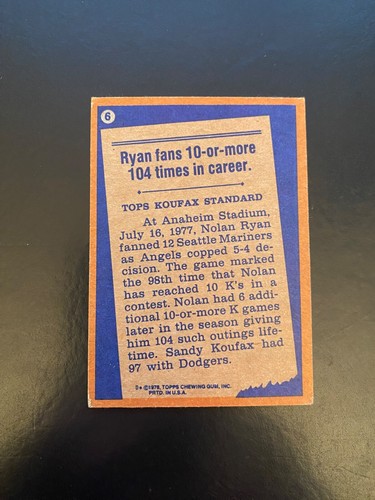 6
Ryan fans 10-or-more
104 times in career.
TOPS KOUFAX STANDARD
At Anaheim Stadium,
July 16, 1977, Nolan Ryan
fanned 12 Seattle Mariners
as Angels copped 5-4 de-
cision. The game marked
the 98th time that Nolan
has reached 10 K's in a
contest. Nolan had 6 addi-
tional 10-or-more K games
later in the season giving
him 104 such outings life-
time. Sandy Koufax had
97 with Dodgers.
D* ©1978, TOPPS CHEWING GUM, INC.
PRTD. IN U.S.A.